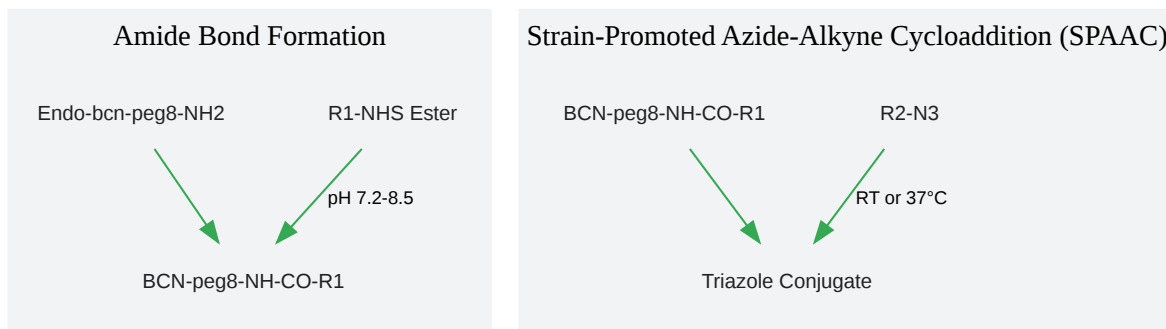 Amide Bond Formation
Endo-bcn-peg8-NH2
R1-NHS Ester
pH 7.2-8.5
BCN-peg8-NH-CO-R1
Strain-Promoted Azide-Alkyne Cycloaddition (SPAAC)
BCN-peg8-NH-CO-R1
R2-N3
RT or 37°C
Triazole Conjugate